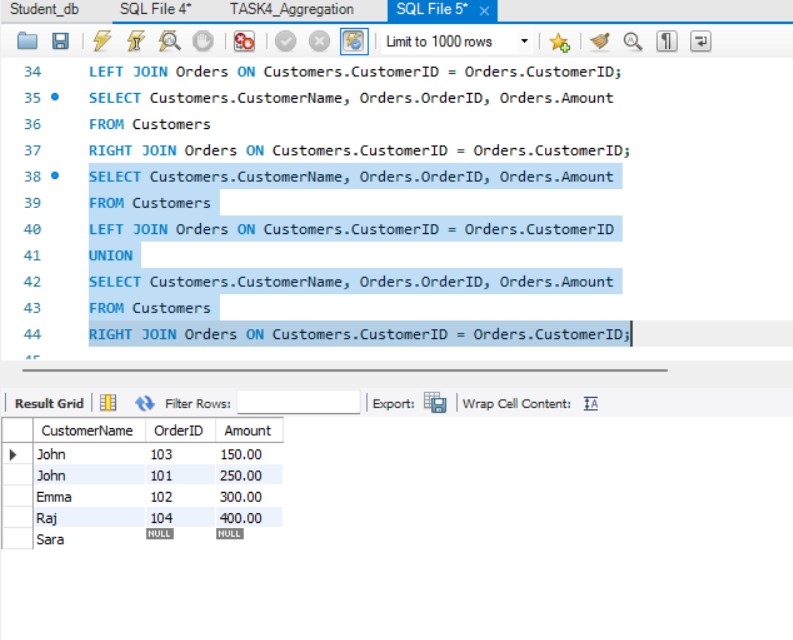 Student_db SQL File 4* TASK4_Aggregation SQL File 5*
Limit to 1000 rows
34 LEFT JOIN Orders ON Customers.CustomerID = Orders.CustomerID;
35 SELECT Customers.CustomerName, Orders.OrderID, Orders.Amount
36 FROM Customers
37 RIGHT JOIN Orders ON Customers.CustomerID = Orders.CustomerID;
38 SELECT Customers.CustomerName, Orders.OrderID, Orders.Amount
39 FROM Customers
40 LEFT JOIN Orders ON Customers.CustomerID = Orders.CustomerID
41 UNION
42 SELECT Customers.CustomerName, Orders.OrderID, Orders.Amount
43 FROM Customers
44 RIGHT JOIN Orders ON Customers.CustomerID = Orders.CustomerID;
Result Grid Filter Rows: Export: Wrap Cell Content:
CustomerName OrderID Amount
John 103 150.00
John 101 250.00
Emma 102 300.00
Raj 104 400.00
Sara NULL NULL